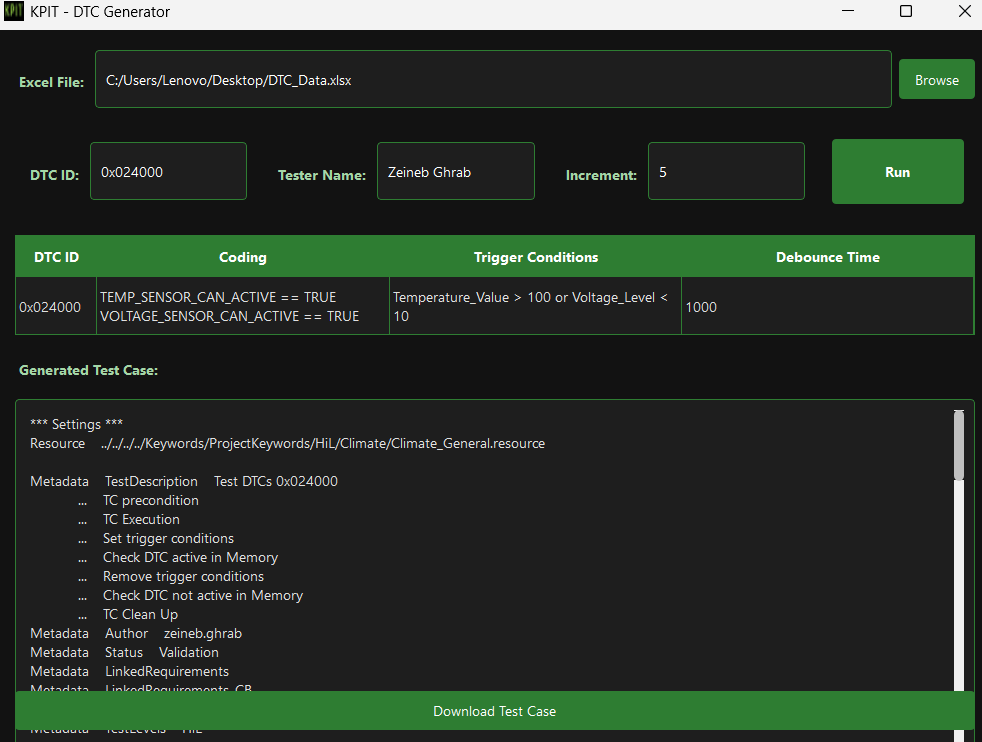 KPIT
KPIT - DTC Generator
Excel File: C:/Users/Lenovo/Desktop/DTC_Data.xlsx Browse
DTC ID: 0x024000 Tester Name: Zeineb Ghrab Increment: 5 Run
DTC ID Coding Trigger Conditions Debounce Time
0x024000 TEMP_SENSOR_CAN_ACTIVE == TRUE Temperature_Value > 100 or Voltage_Level < 1000
VOLTAGE_SENSOR_CAN_ACTIVE == TRUE 10
Generated Test Case:
*** Settings ***
Resource ../../../../Keywords/ProjectKeywords/HiL/Climate/Climate_General.resource
Metadata TestDescription Test DTCs 0x024000
... TC precondition
... TC Execution
... Set trigger conditions
... Check DTC active in Memory
... Remove trigger conditions
... Check DTC not active in Memory
... TC Clean Up
Metadata Author zeineb.ghrab
Metadata Status Validation
Metadata LinkedRequirements
Metadata LinkedRequirements_CB
Download Test Case
Metadata TestLevels HiL